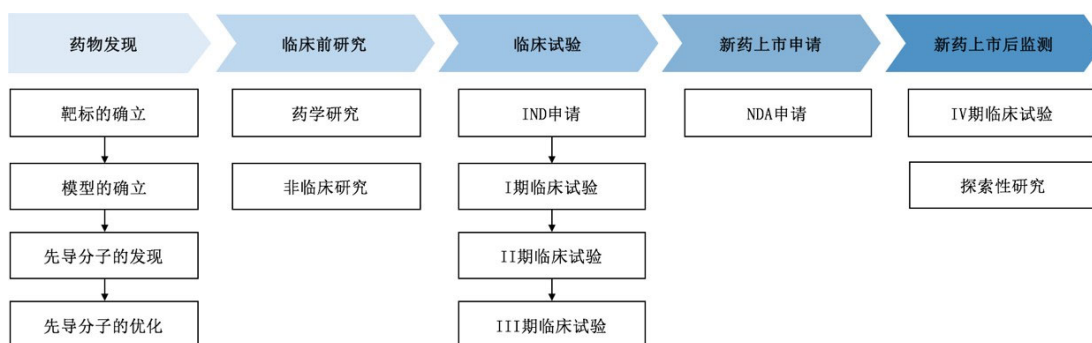 药物发现
临床前研究
临床试验
新药上市申请
新药上市后监测
靶标的确立
药学研究
IND申请
NDA申请
IV期临床试验
模型的确立
非临床研究
I期临床试验
探索性研究
先导分子的发现
II期临床试验
先导分子的优化
III期临床试验